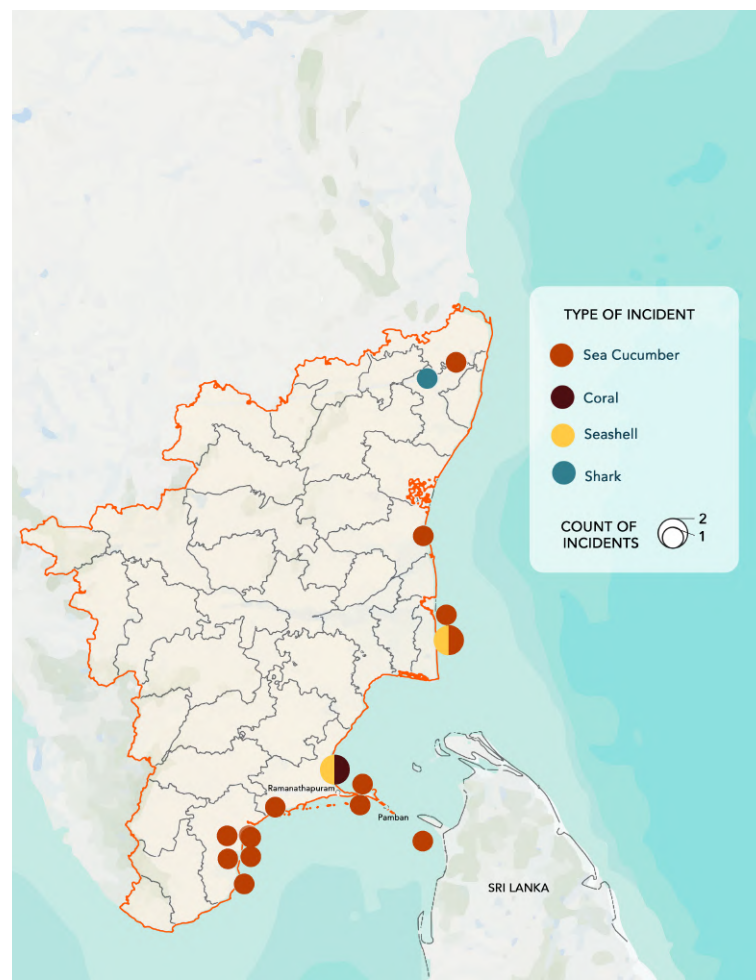 TYPE OF INCIDENT
Sea Cucumber
Coral
Seashell
Shark
COUNT OF
INCIDENTS
2
1
Ramanathapuram
Pamban
SRI LANKA